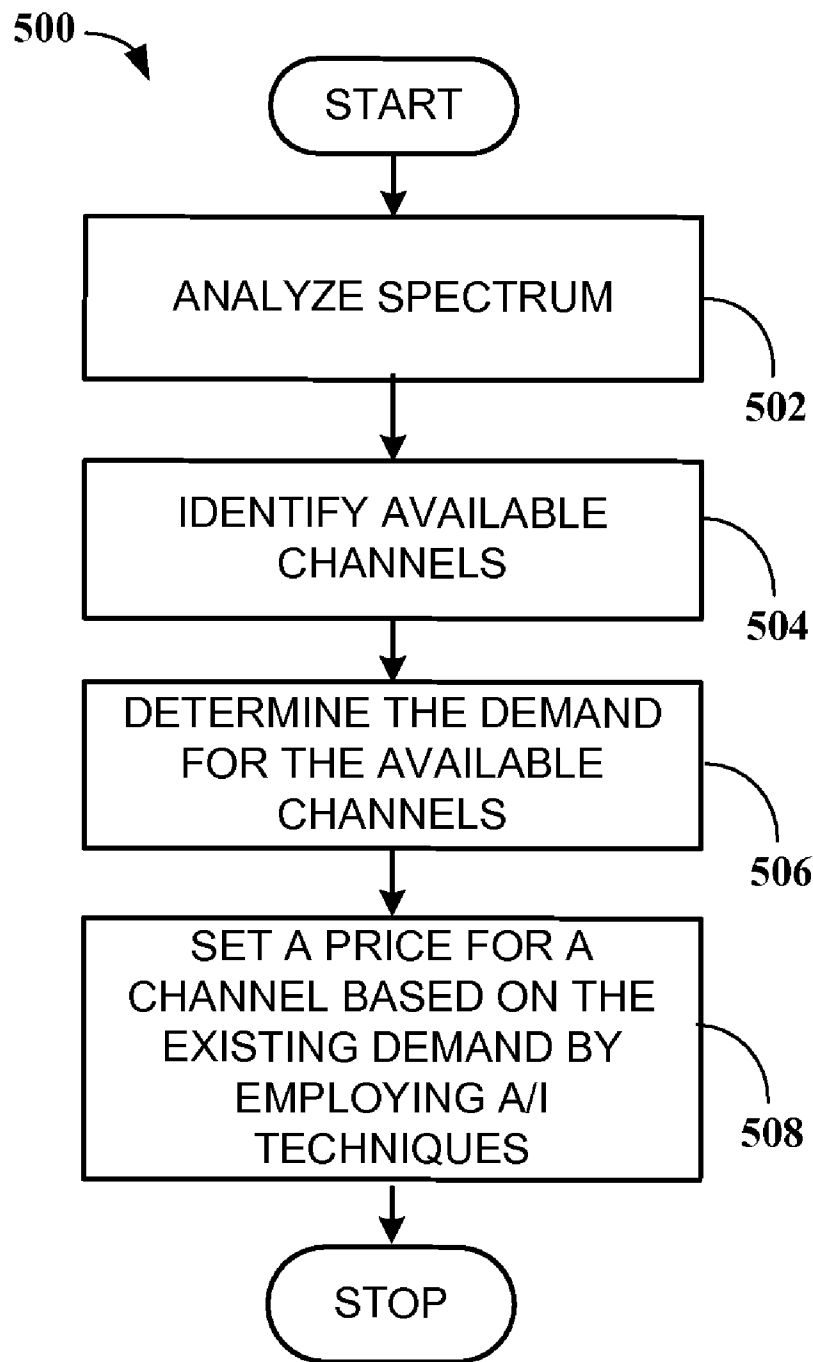 500
START
ANALYZE SPECTRUM
502
IDENTIFY AVAILABLE
CHANNELS
504
DETERMINE THE DEMAND
FOR THE AVAILABLE
CHANNELS
506
SET A PRICE FOR A
CHANNEL BASED ON THE
EXISTING DEMAND BY
EMPLOYING A/I
TECHNIQUES
508
STOP